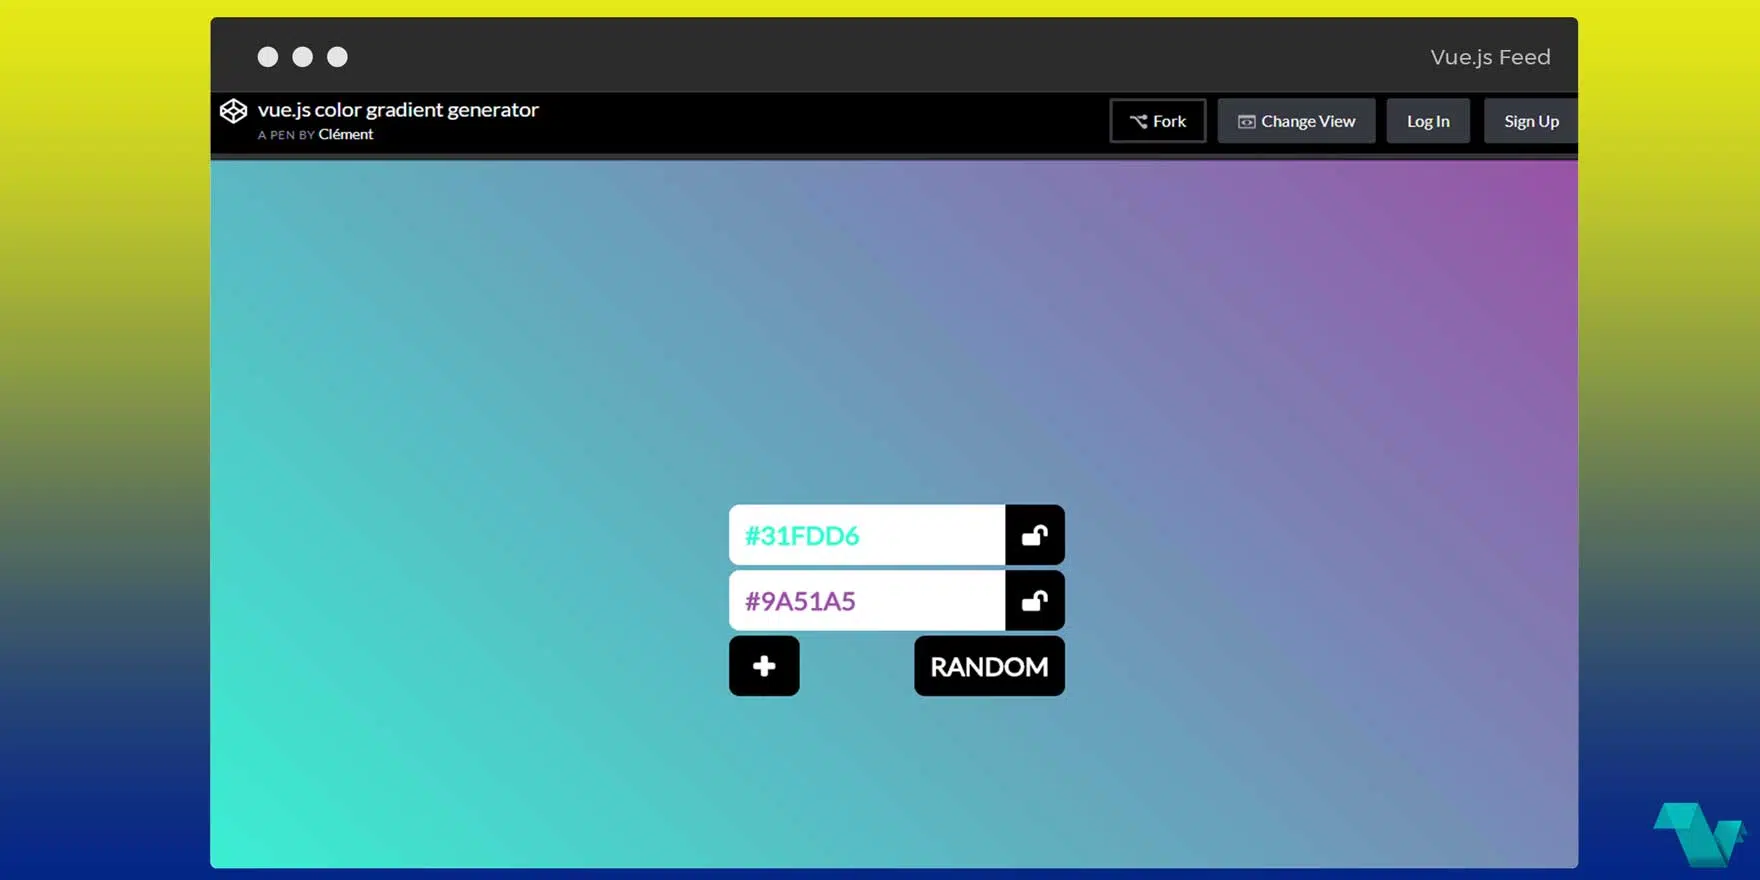 Vue.js Feed
vue.js color gradient generator
A PEN BY Clément
Fork
Change View
Log In
Sign Up
#31FDD6
#9A51A5
+
RANDOM